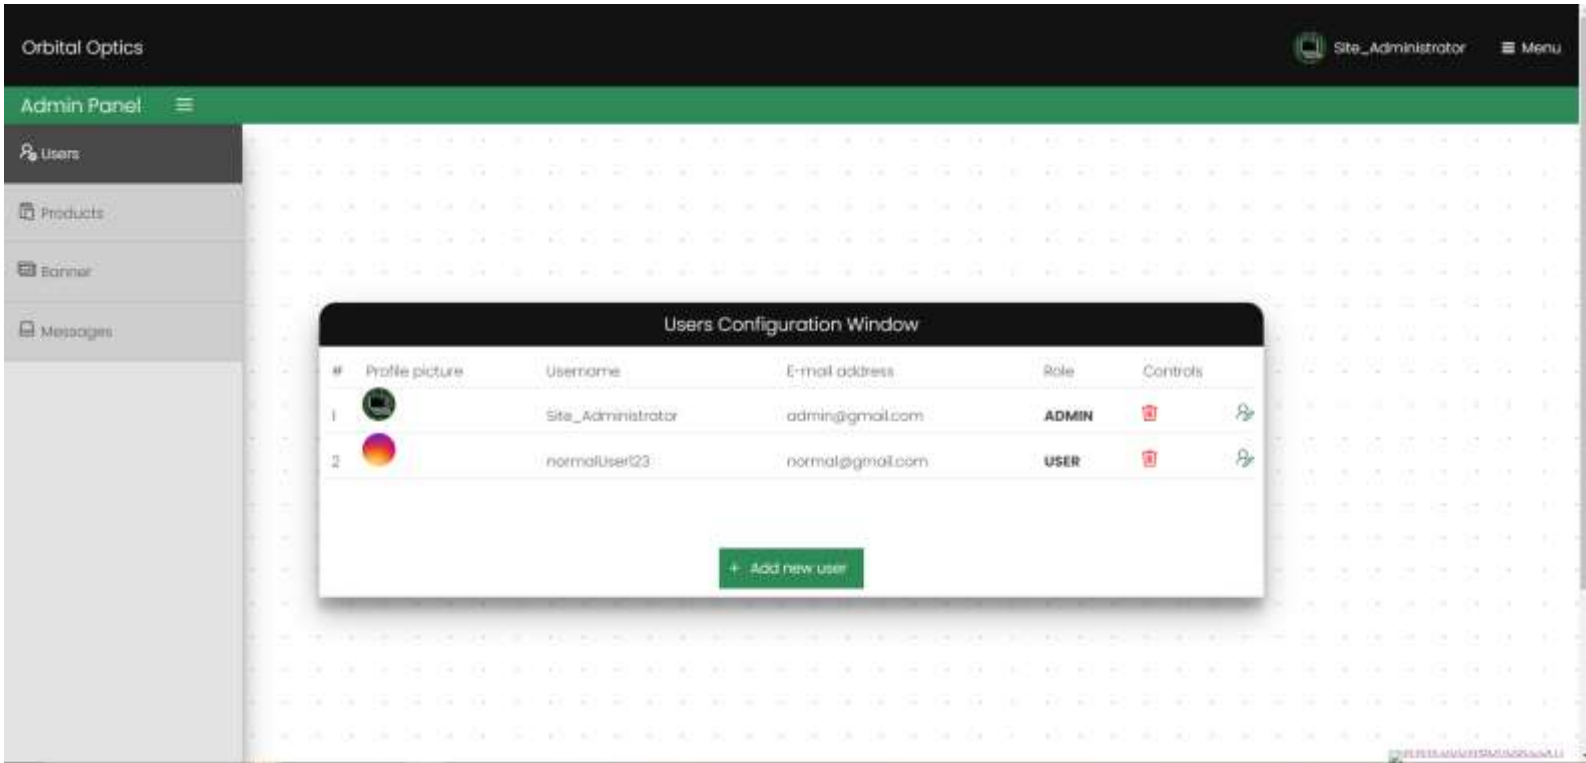 Orbital Optics
Site_Administrator
Menu
Admin Panel
Users
Products
Banner
Messages
Users Configuration Window
# Profile picture Username E-mail address Role Controls
1 Site_Administrator admin@gmail.com ADMIN
2 normalUser123 normal@gmail.com USER
+ Add new user